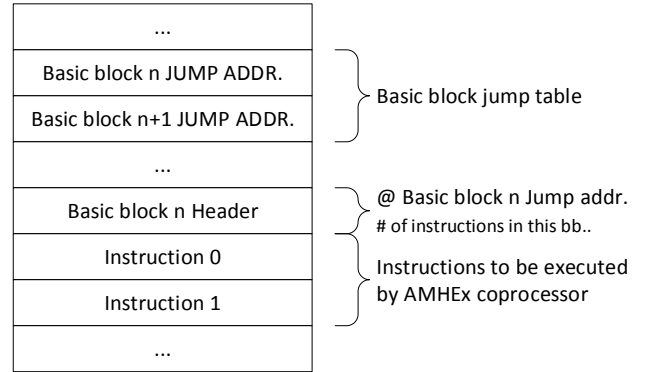 ...
Basic block n JUMP ADDR.
Basic block n+1 JUMP ADDR.
Basic block jump table
...
Basic block n Header
@ Basic block n Jump addr.
# of instructions in this bb..
Instruction 0
Instruction 1
Instructions to be executed
by AMHEx coprocessor
...